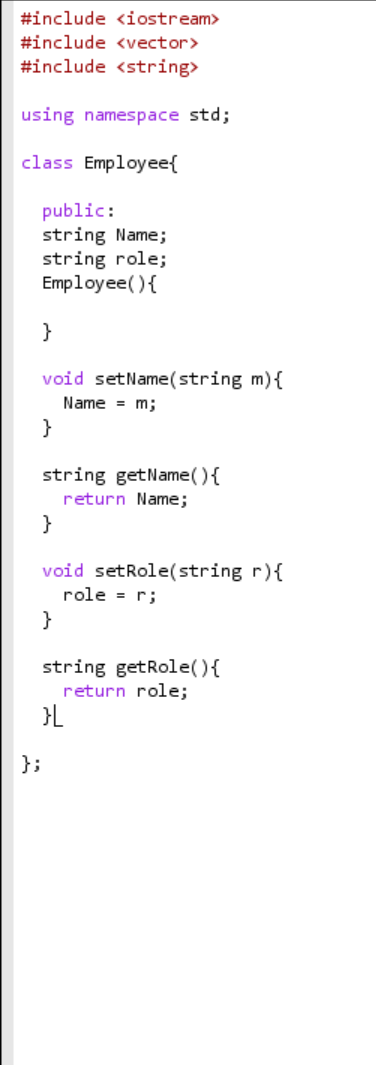 #include <iostream>
#include <vector>
#include <string>
using namespace std;
class Employee{
public:
string Name;
string role;
Employee(){
}
void setName(string m){
Name = m;
}
string getName(){
return Name;
}
void setRole(string r){
role = r;
}
string getRole(){
return role;
}
};